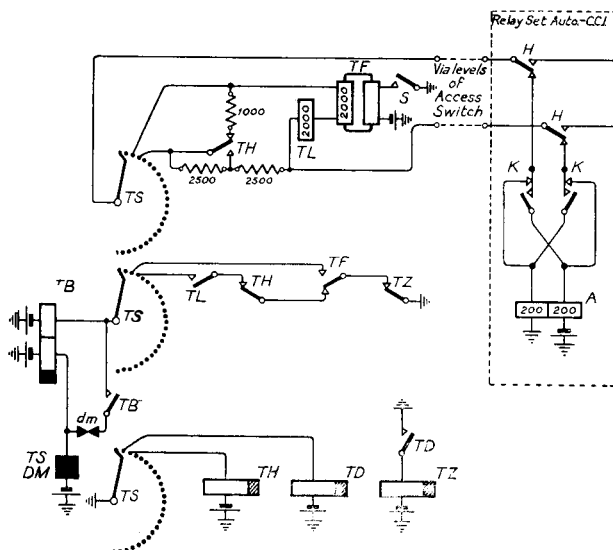 Relay Set Auto.-C.C.I.
H
TF
2000
S
Via levels
of
Access
Switch
1000
2000
TH
TL
H
2500
2500
TS
K
K
TB
TS
TL
TH
TF
TZ
A
200
200
TB
dm
TS
DM
TS
TH
TD
TD
TZ